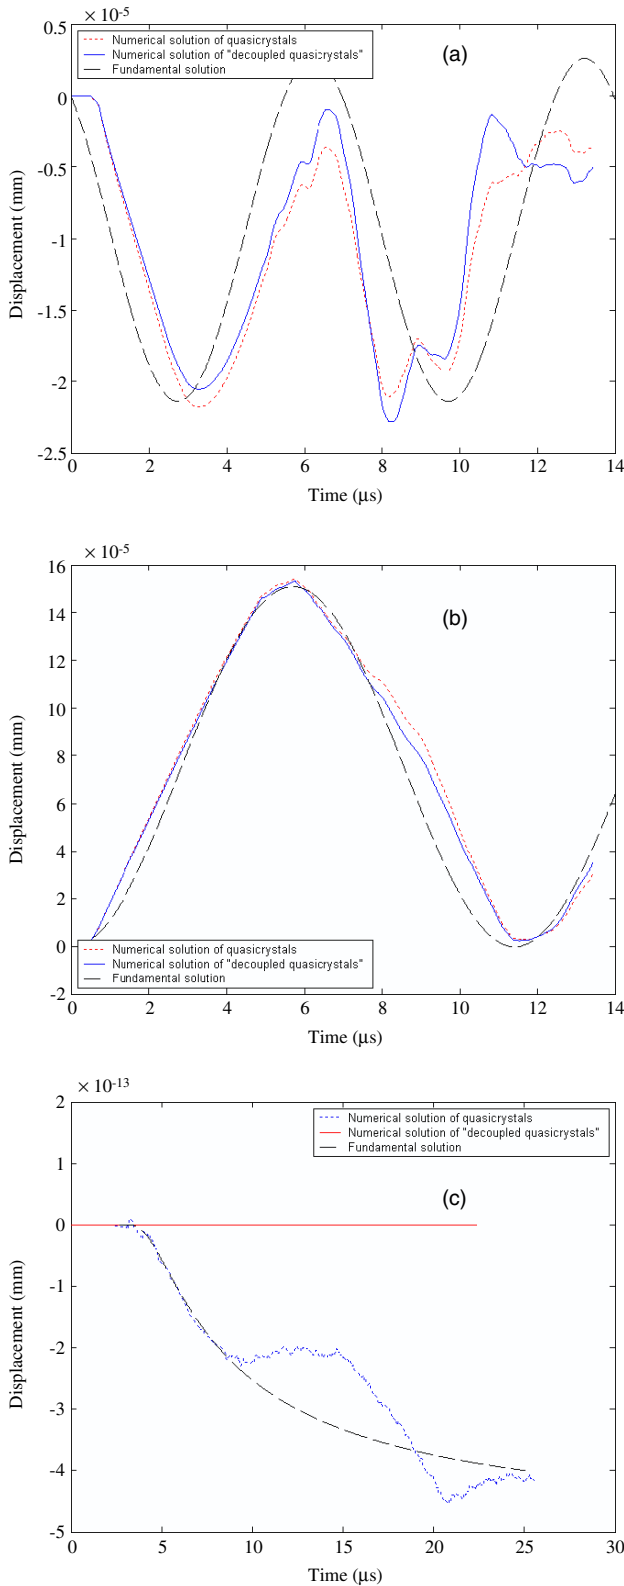 × 10-5
0.5
0
-0.5
-1
-1.5
-2
-2.5
Displacement (mm)
Numerical solution of quasicrystals
Numerical solution of "decoupled quasicrystals"
Fundamental solution
(a)
0 2 4 6 8 10 12 14
Time (μs)
× 10-5
16
14
12
10
8
6
4
2
0
-2
Displacement (mm)
(b)
Numerical solution of quasicrystals
Numerical solution of "decoupled quasicrystals"
Fundamental solution
0 2 4 6 8 10 12 14
Time (μs)
× 10-13
2
1
0
-1
-2
-3
-4
-5
Displacement (mm)
Numerical solution of quasicrystals
Numerical solution of "decoupled quasicrystals"
Fundamental solution
(c)
0 5 10 15 20 25 30
Time (μs)